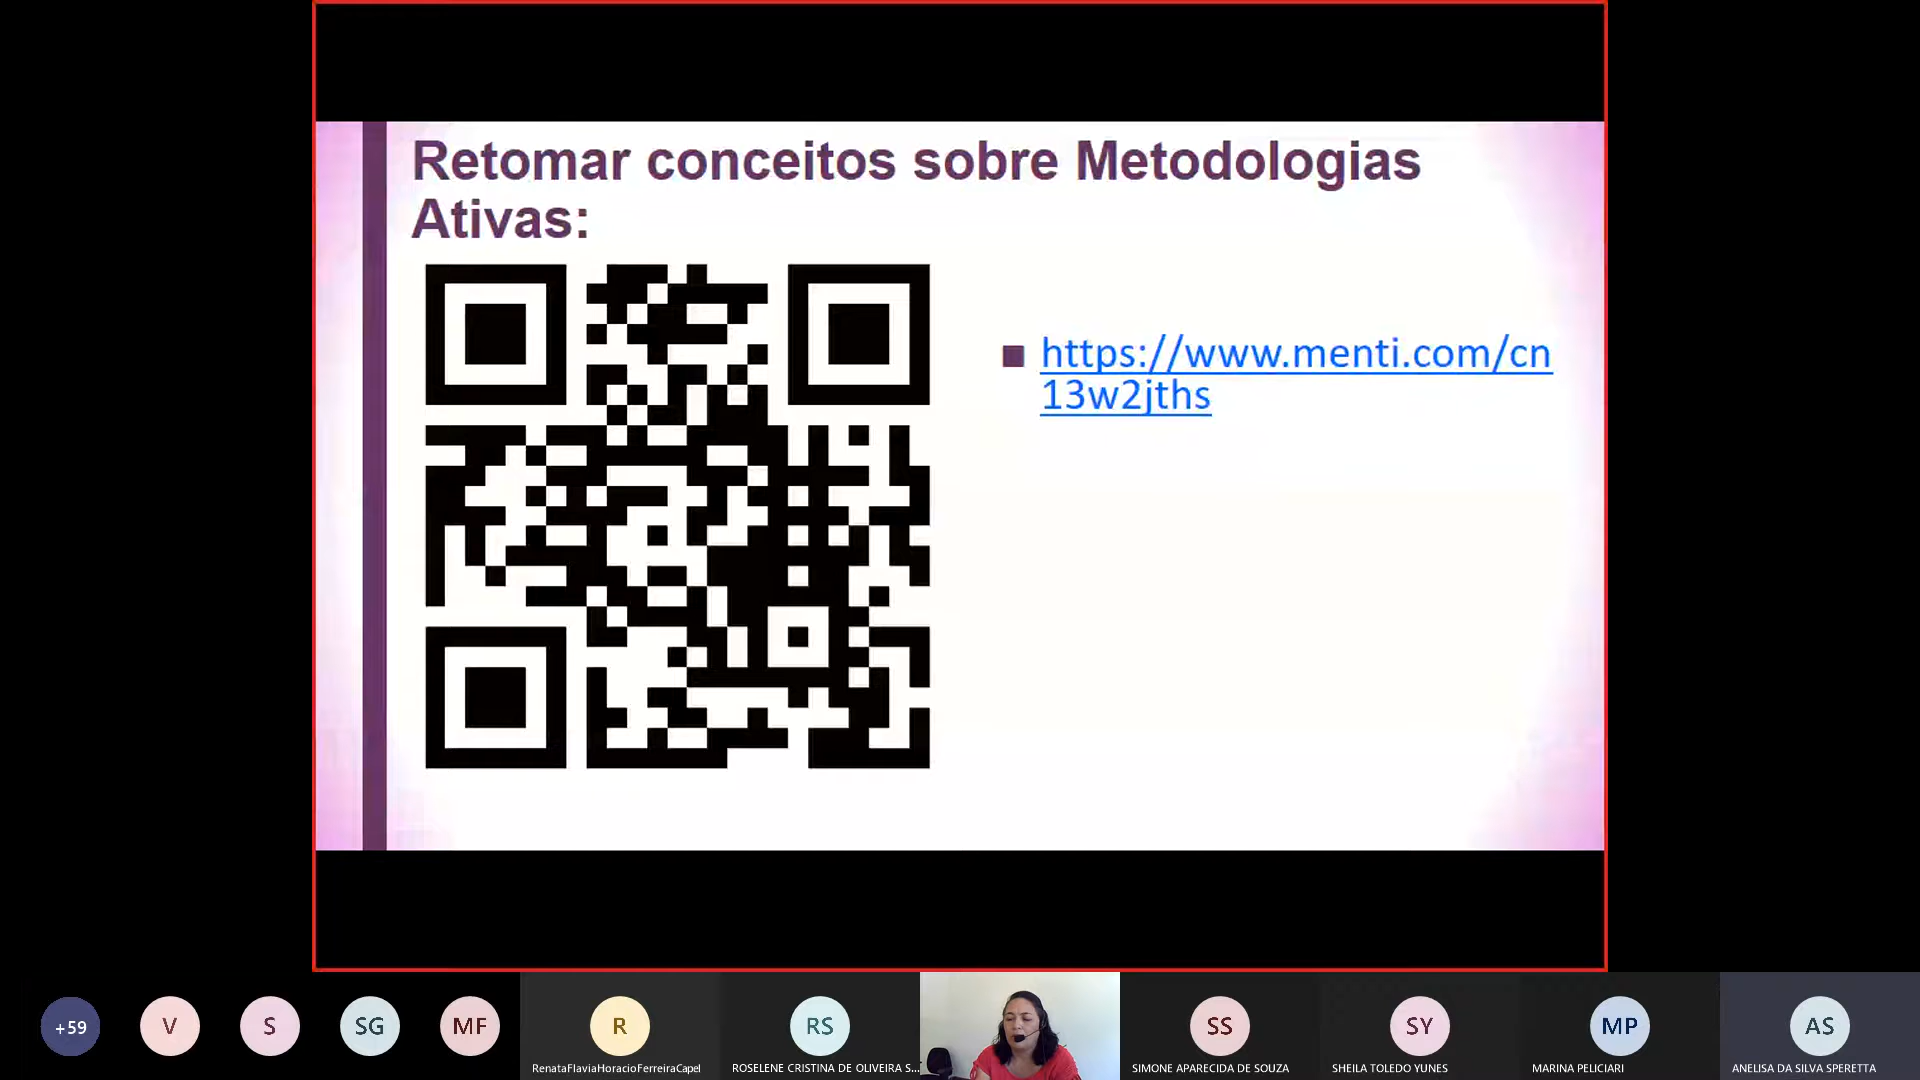 Retomar conceitos sobre Metodologias
Ativas:
https://www.menti.com/cn
13w2jths
+59
V
S
SG
MF
R
RS
SS
SY
MP
AS
RenataFlaviaHoracioFerreiraCapel
ROSELENE CRISTINA DE OLIVEIRA S...
SIMONE APARECIDA DE SOUZA
SHEILA TOLEDO YUNES
MARINA PELICIARI
ANELISA DA SILVA SPERETTA